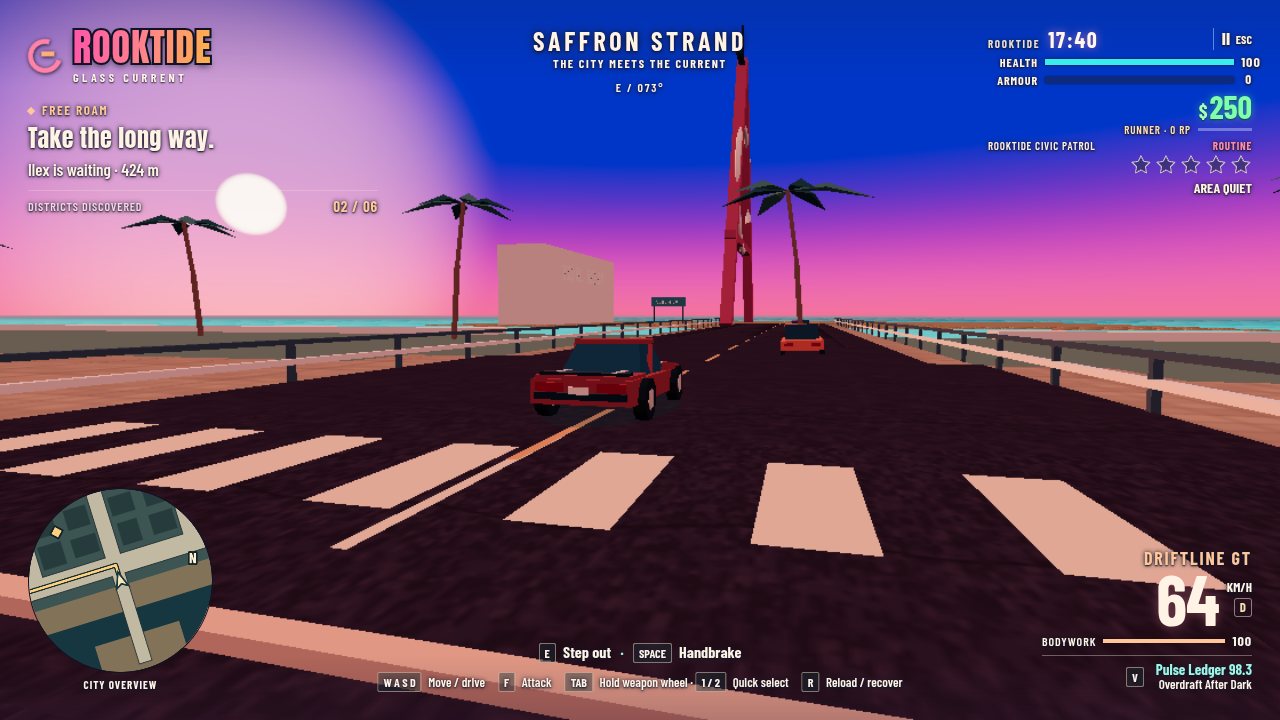 ROOKTIDE
GLASS CURRENT
FREE ROAM
Take the long way.
Ilex is waiting · 424 m
DISTRICTS DISCOVERED 02 / 06
SAFFRON STRAND
THE CITY MEETS THE CURRENT
E / 073°
ROOKTIDE 17:40
ESC
HEALTH 100
ARMOUR 0
$250
RUNNER · 0 RP
ROOKTIDE CIVIC PATROL ROUTINE
AREA QUIET
N
CITY OVERVIEW
E Step out · SPACE Handbrake
W A S D Move / drive F Attack TAB Hold weapon wheel · 1 / 2 Quick select R Reload / recover
DRIFTLINE GT
64 KM/H
D
BODYWORK 100
V Pulse Ledger 98.3
Overdraft After Dark